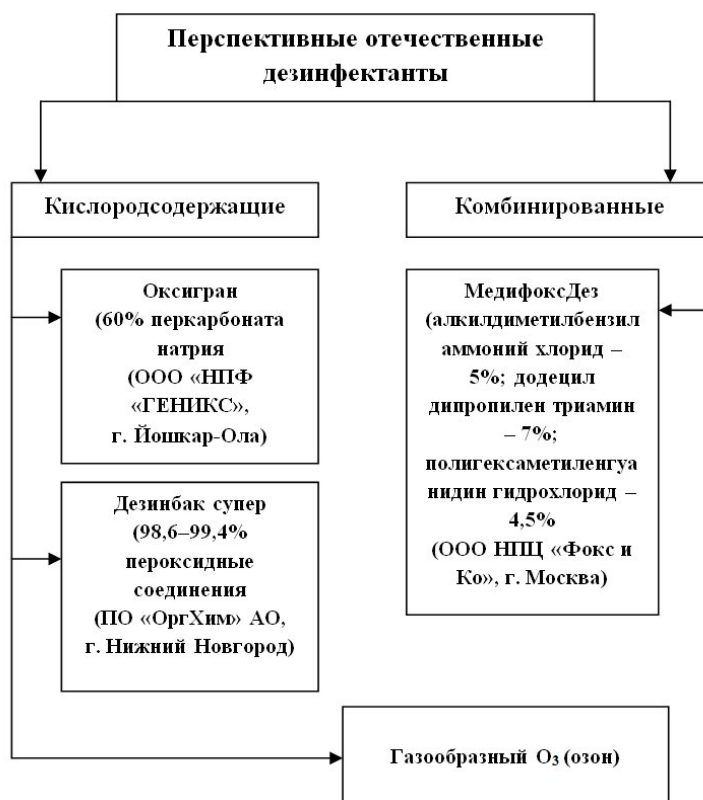 Перспективные отечественные
дезинфектанты
Кислородсодержащие
Комбинированные
Оксигран
(60% перкарбоната
натрия
(ООО «НПФ
«ГЕНИКС»,
г. Йошкар-Ола)
Дезинбак супер
(98,6–99,4%
пероксидные
соединения
(ПО «ОргХим» АО,
г. Нижний Новгород)
МедифоксДез
(алкилдиметилбензил
аммоний хлорид –
5%; додецил
дипропилен триамин
– 7%;
полигексаметиленгуа
нидин гидрохлорид –
4,5%
(ООО НПЦ «Фокс и
Ко», г. Москва)
Газообразный O₃ (озон)